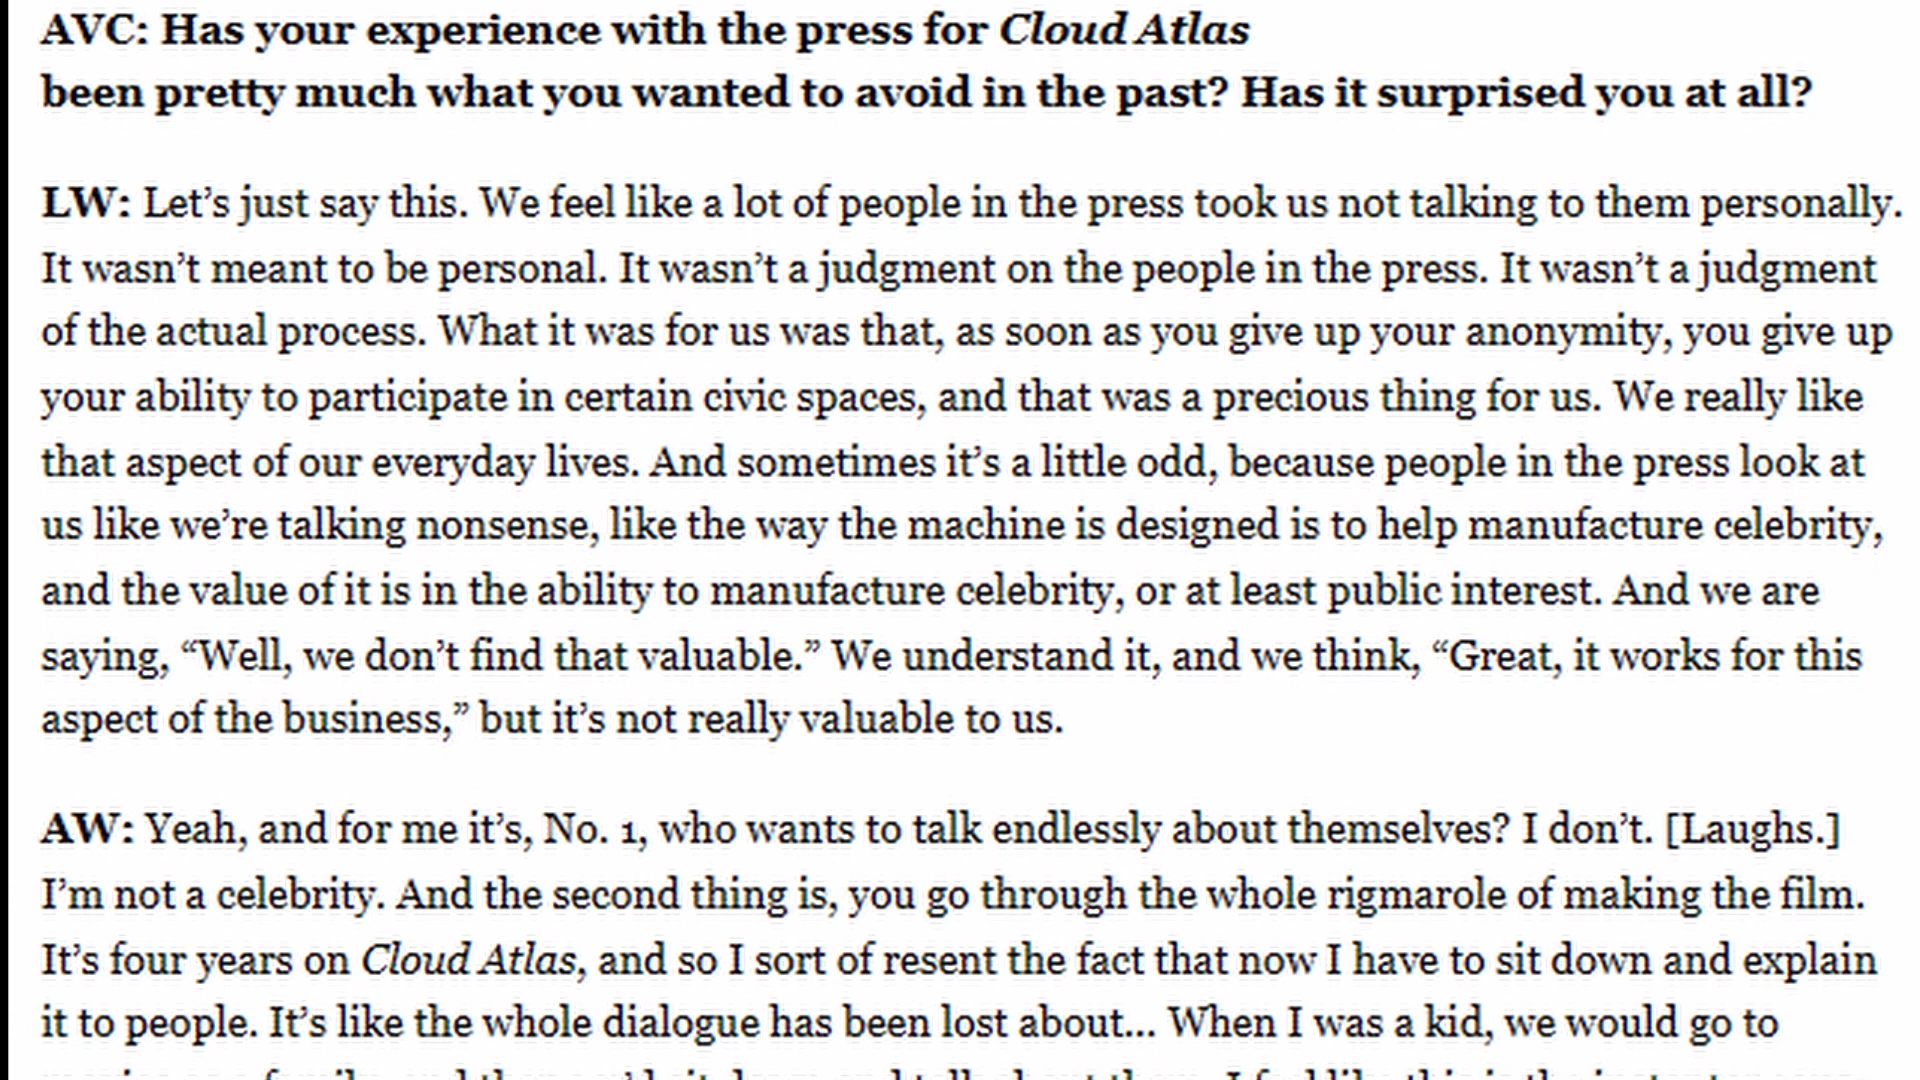 AVC: Has your experience with the press for Cloud Atlas
been pretty much what you wanted to avoid in the past? Has it surprised you at all?
LW: Let’s just say this. We feel like a lot of people in the press took us not talking to them personally.
It wasn’t meant to be personal. It wasn’t a judgment on the people in the press. It wasn’t a judgment
of the actual process. What it was for us was that, as soon as you give up your anonymity, you give up
your ability to participate in certain civic spaces, and that was a precious thing for us. We really like
that aspect of our everyday lives. And sometimes it’s a little odd, because people in the press look at
us like we’re talking nonsense, like the way the machine is designed is to help manufacture celebrity,
and the value of it is in the ability to manufacture celebrity, or at least public interest. And we are
saying, “Well, we don’t find that valuable.” We understand it, and we think, “Great, it works for this
aspect of the business,” but it’s not really valuable to us.
AW: Yeah, and for me it’s, No. 1, who wants to talk endlessly about themselves? I don’t. [Laughs.]
I’m not a celebrity. And the second thing is, you go through the whole rigmarole of making the film.
It’s four years on Cloud Atlas, and so I sort of resent the fact that now I have to sit down and explain
it to people. It’s like the whole dialogue has been lost about... When I was a kid, we would go to